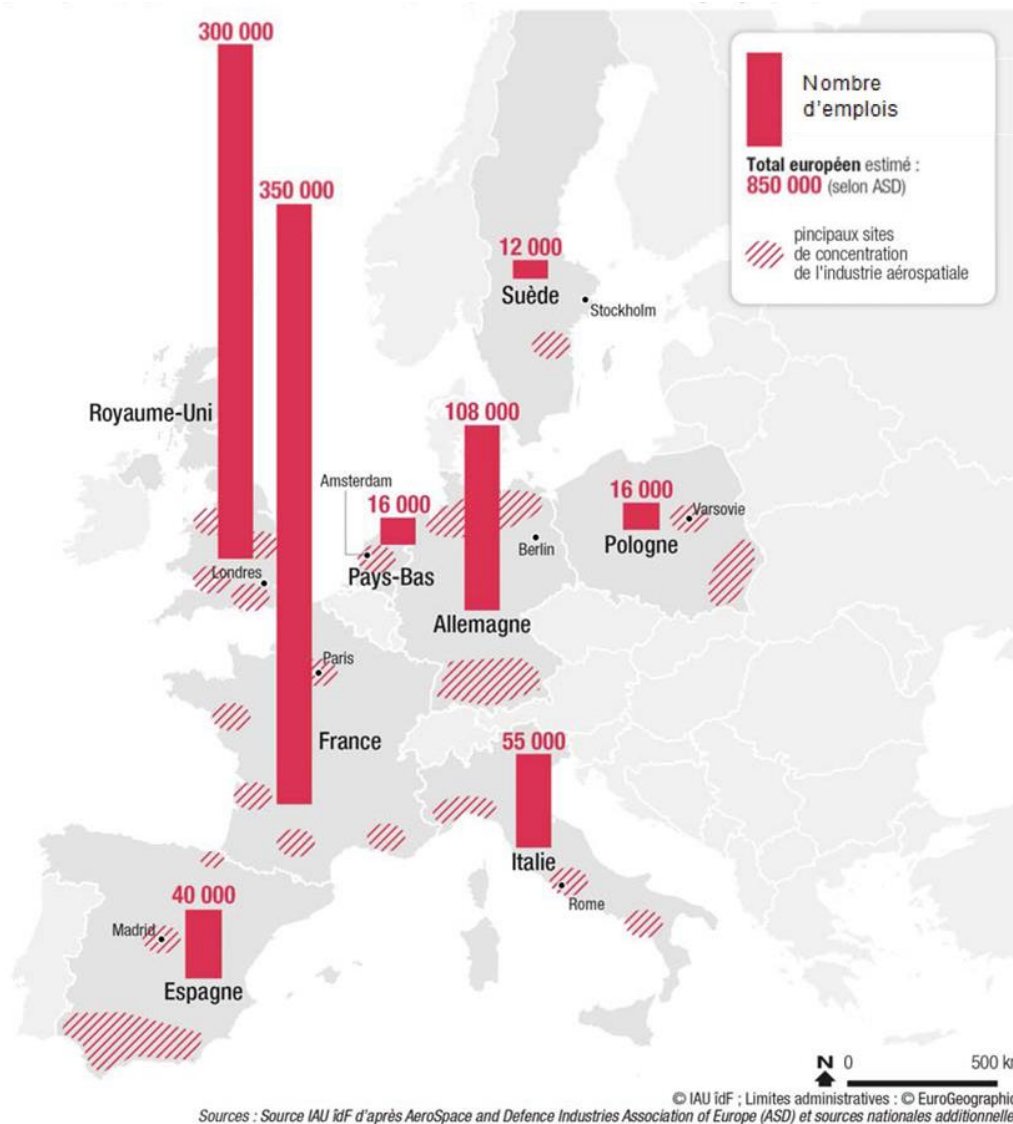 300 000
Nombre
d'emplois
Total européen estimé :
850 000 (selon ASD)
pincipaux sites
de concentration
de l'industrie aérospatiale
350 000
12 000
Suède
Stockholm
Royaume-Uni
108 000
Amsterdam
16 000
16 000
Varsovie
Berlin
Pologne
Londres
Pays-Bas
Allemagne
Paris
France
55 000
Italie
Rome
40 000
Madrid
Espagne
N 0 500 km
© IAU îdF ; Limites administratives : © EuroGeographic
Sources : Source IAU îdF d'après AeroSpace and Defence Industries Association of Europe (ASD) et sources nationales additionnelle